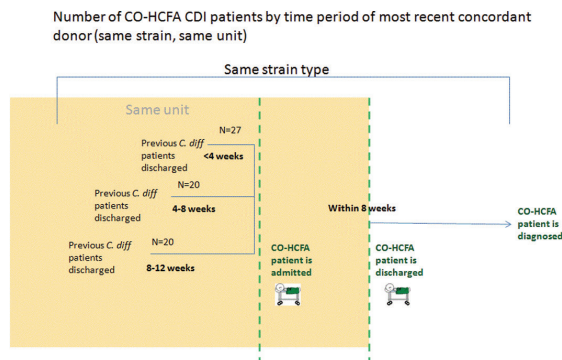 Number of CO-HCFA CDI patients by time period of most recent concordant
donor (same strain, same unit)
Same strain type
Same unit
N=27
Previous C. diff
patients
discharged
<4 weeks
N=20
Previous C. diff
patients
discharged
4-8 weeks
Within 8 weeks
CO-HCFA
patient is
diagnosed
N=20
Previous C. diff
patients
discharged
8-12 weeks
CO-HCFA
patient is
admitted
CO-HCFA
patient is
discharged